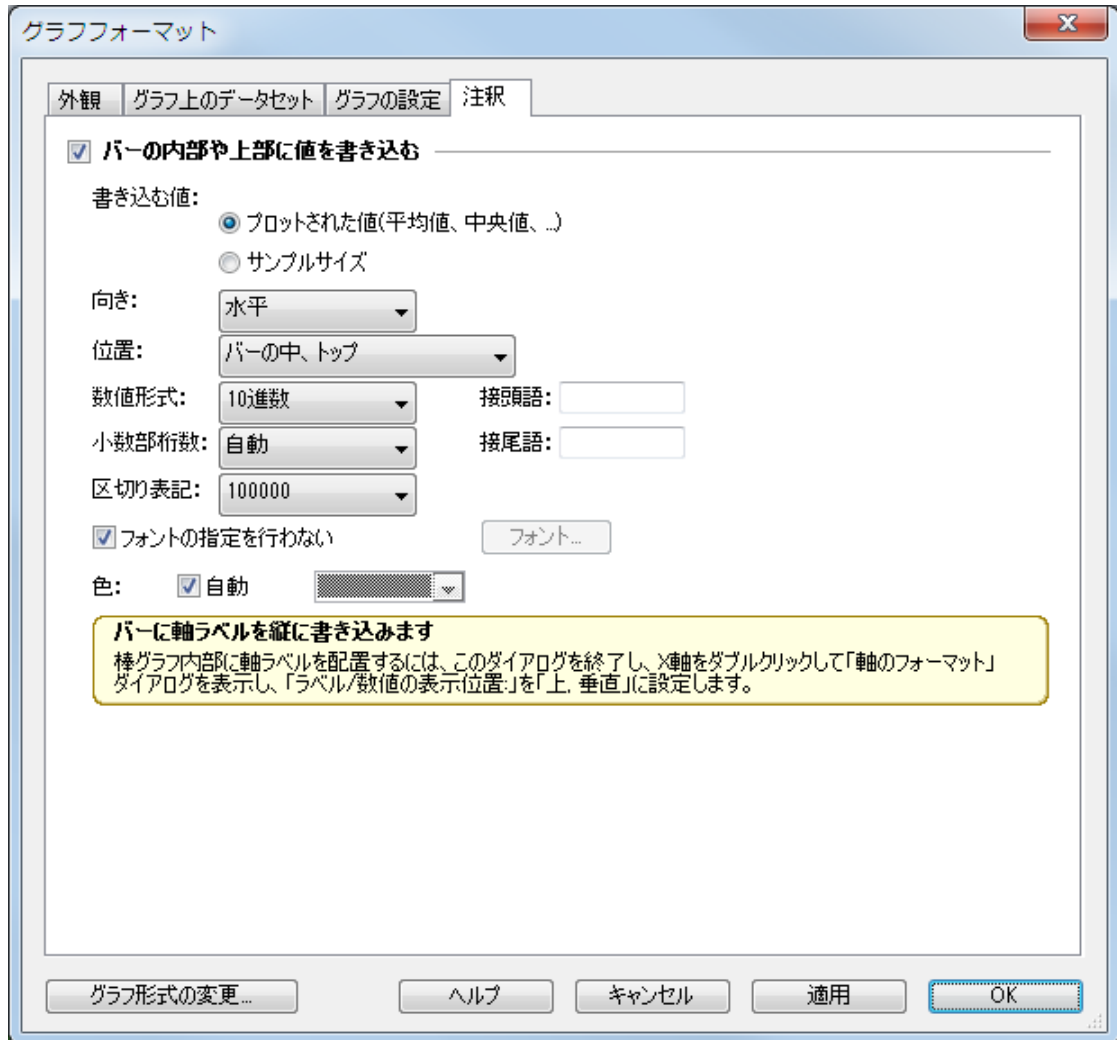 グラフフォーマット
外観 グラフ上のデータセット グラフの設定 注釈
バーの内部や上部に値を書き込む
書き込む値:
プロットされた値(平均値、中央値、...)
サンプルサイズ
向き: 水平
位置: バーの中、トップ
数値形式: 10進数 接頭語:
小数部桁数: 自動 接尾語:
区切り表記: 100000
フォントの指定を行わない フォント...
色: 自動
バーに軸ラベルを縦に書き込みます
棒グラフ内部に軸ラベルを配置するには、このダイアログを終了し、X軸をダブルクリックして「軸のフォーマット」
ダイアログを表示し、「ラベル/数値の表示位置:」を「上, 垂直」に設定します。
グラフ形式の変更... ヘルプ キャンセル 適用 OK